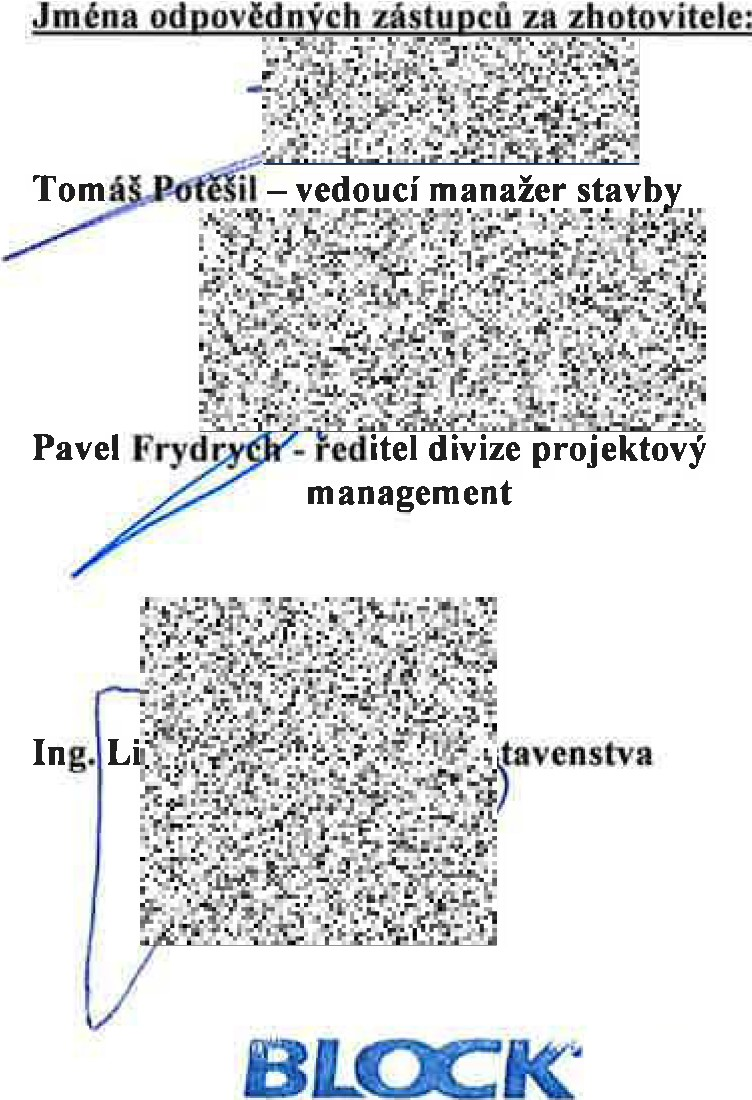 Jména odpovědných zástupců za zhotovitele:
Tomáš Potěšil – vedoucí manažer stavby
Pavel Frydrych - ředitel divize projektový
management
Ing. Li tavenstva
BLOCK